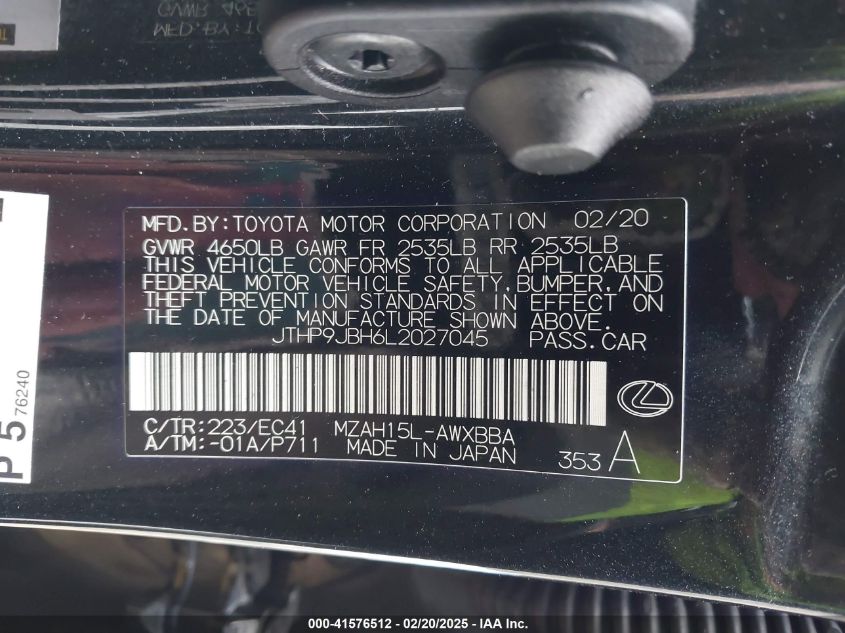 MFD.BY:TOYOTA MOTOR CORPORATION 02/20
GVWR 4650LB GAWR FR 2535LB RR 2535LB
THIS VEHICLE CONFORMS TO ALL APPLICABLE
FEDERAL MOTOR VEHICLE SAFETY,BUMPER,AND
THEFT PREVENTION STANDARDS IN EFFECT ON
THE DATE OF MANUFACTURE SHOWN ABOVE.
JTHP9JBH6L2027045 PASS.CAR
C/TR:223/EC41 MZAH15L-AWXBBA
A/TM:-01A/P711 MADE IN JAPAN 353 A
P 5 76240
000-41576512 - 02/20/2025 - IAA Inc.